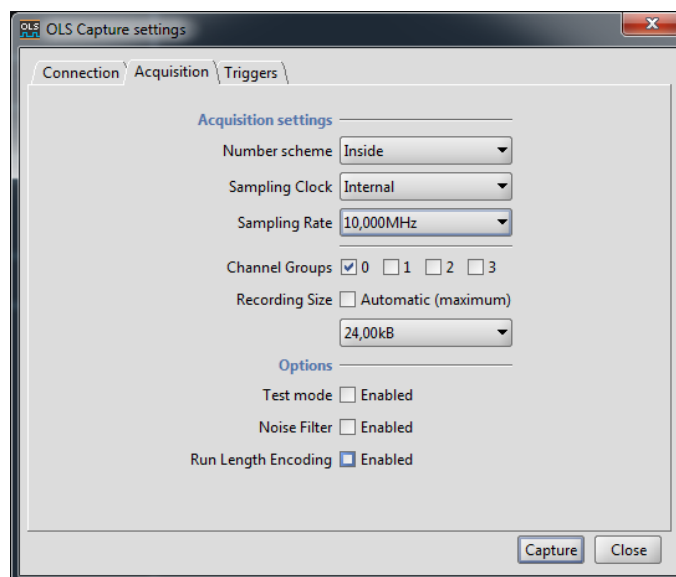 OLS OLS Capture settings
Connection Acquisition Triggers
Acquisition settings
Number scheme Inside
Sampling Clock Internal
Sampling Rate 10,000MHz
Channel Groups 0 1 2 3
Recording Size Automatic (maximum)
24,00kB
Options
Test mode Enabled
Noise Filter Enabled
Run Length Encoding Enabled
Capture Close